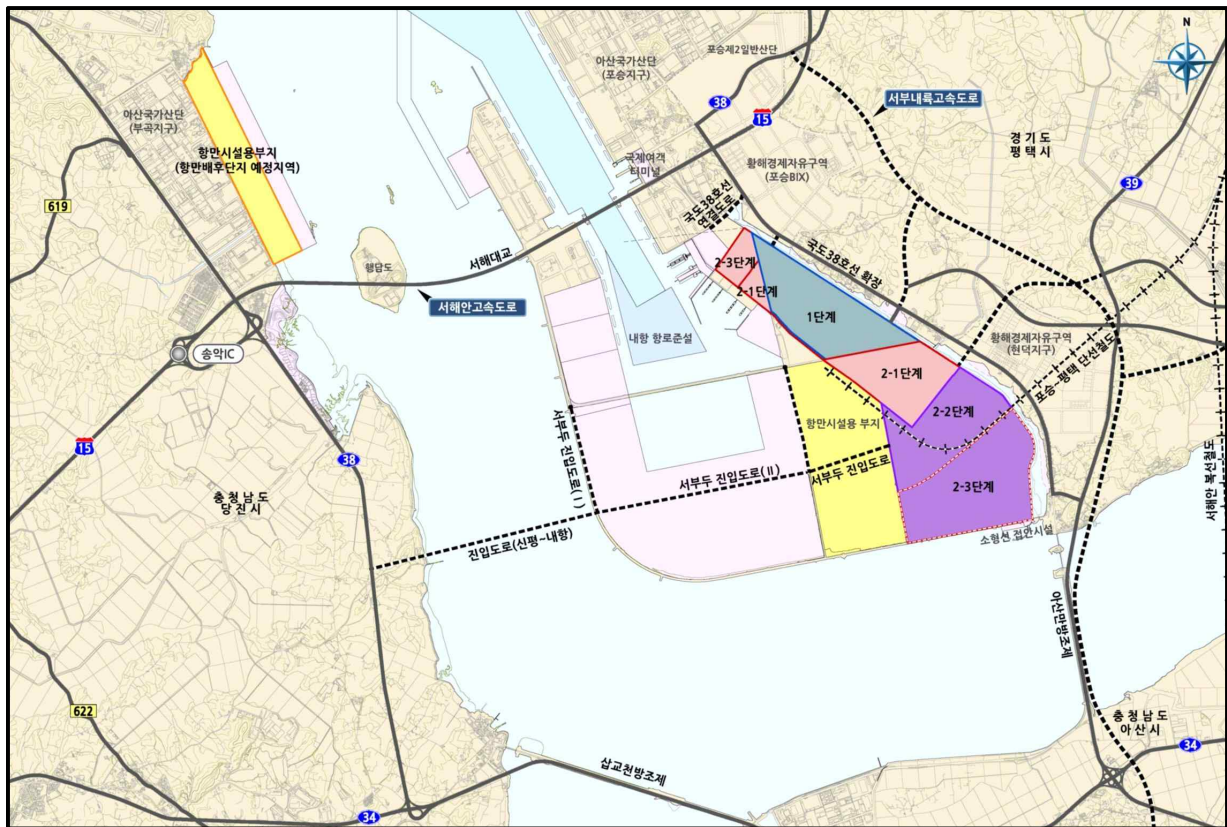 N
아산국가산단
(포승지구)
포승제2일반산단
38
15
서부내륙고속도로
경 기 도
평 택 시
아산국가산단
(부곡지구)
항만시설용부지
(항만배후단지 예정지역)
국제여객
터미널
황해경제자유구역
(포승BIX)
39
619
국도38호선
연결도로
행담도
서해대교
2-3단계
국도38호선 확장
2-1단계
서해안고속도로
1단계
내항 항로준설
황해경제자유구역
(현덕지구)
송악IC
2-1단계
포승~평택 단선철도
2-2단계
항만시설용 부지
15
38
서부두 진입도로(Ⅰ)
서부두 진입도로(Ⅱ)
서부두 진입도로
2-3단계
서해안 복선철도
충 청 남 도
당 진 시
진입도로(신평~내항)
소형선 접안시설
아산만방조제
622
충 청 남 도
아 산 시
34
삽교천방조제
34